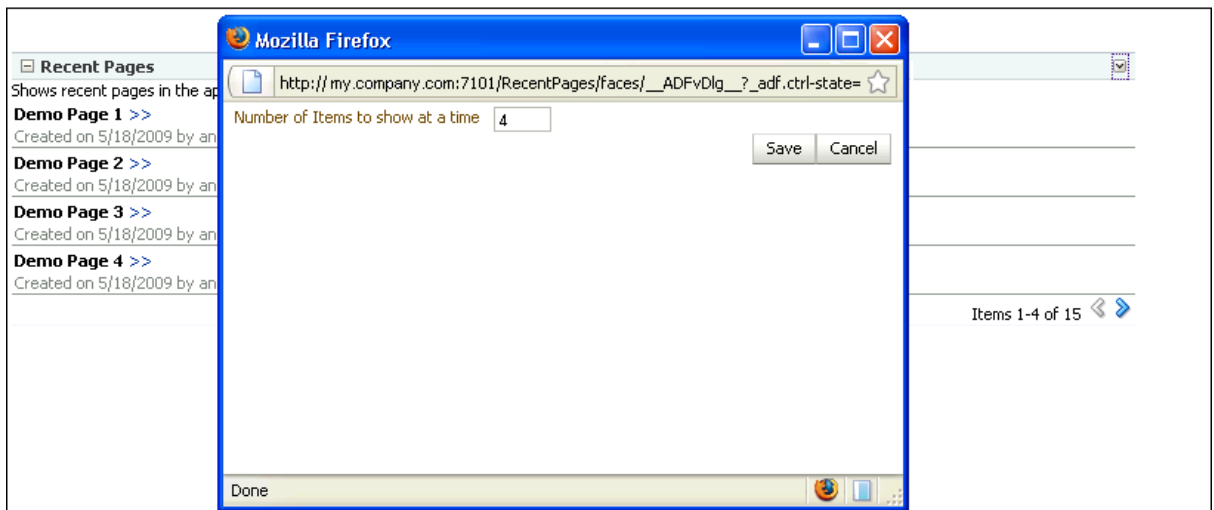 Mozilla Firefox
http://my.company.com:7101/RecentPages/faces/__ADFvDlg__?_adf.ctrl-state=
Number of Items to show at a time 4
Save Cancel
Done
Recent Pages
Shows recent pages in the ap
Demo Page 1 >>
Created on 5/18/2009 by an
Demo Page 2 >>
Created on 5/18/2009 by an
Demo Page 3 >>
Created on 5/18/2009 by an
Demo Page 4 >>
Created on 5/18/2009 by an
Items 1-4 of 15